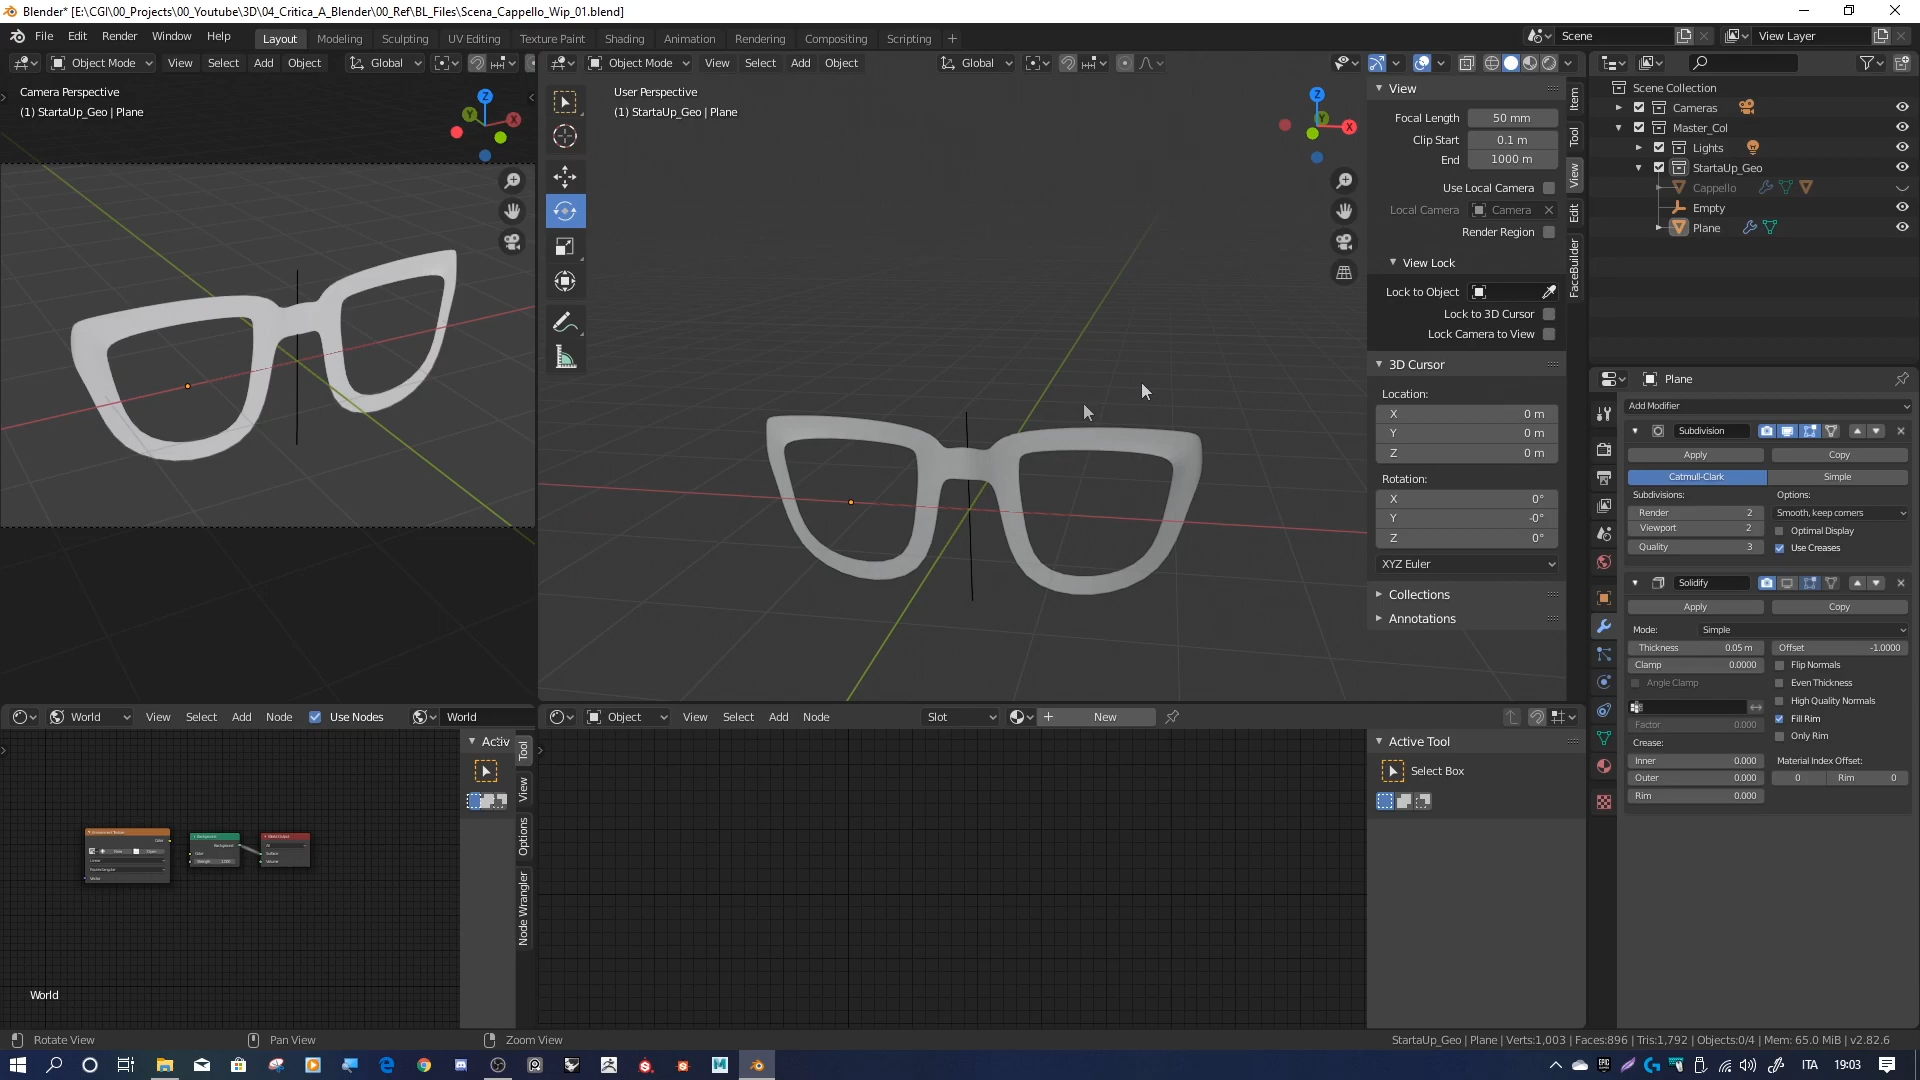 Blender* [E:\CGI\00_Projects\00_Youtube\3D\04_Critica_A_Blender\00_Ref\BL_Files\Scena_Cappello_Wip_01.blend]
File Edit Render Window Help Layout Modeling Sculpting UV Editing Texture Paint Shading Animation Rendering Compositing Scripting + Scene View Layer
Object Mode View Select Add Object Global
Object Mode View Select Add Object Global
Camera Perspective
(1) StartaUp_Geo | Plane
User Perspective
(1) StartaUp_Geo | Plane
Z
Y
X
Z
Y
X
View
Focal Length 50 mm
Clip Start 0.1 m
End 1000 m
Use Local Camera
Local Camera Camera
Render Region
View Lock
Lock to Object
Lock to 3D Cursor
Lock Camera to View
3D Cursor
Location:
X 0 m
Y 0 m
Z 0 m
Rotation:
X 0°
Y -0°
Z 0°
XYZ Euler
Collections
Annotations
Item
Tool
View
Edit
FaceBuilder
Scene Collection
Cameras
Master_Col
Lights
StartaUp_Geo
Cappello
Empty
Plane
Plane
Add Modifier
Subdivision
Apply Copy
Catmull-Clark Simple
Subdivisions: Options:
Render 2 Smooth, keep corners
Viewport 2 Optimal Display
Quality 3 Use Creases
Solidify
Apply Copy
Mode: Simple
Thickness 0.05 m Offset -1.0000
Clamp 0.0000 Flip Normals
Angle Clamp Even Thickness
High Quality Normals
Factor 0.000 Fill Rim
Crease: Only Rim
Inner 0.000 Material Index Offset:
Outer 0.000 0 Rim 0
Rim 0.000
World View Select Add Node Use Nodes World
Object View Select Add Node Slot New
Activ
Tool
View
Options
Node Wrangler
Active Tool
Select Box
World
Rotate View Pan View Zoom View
StartaUp_Geo | Plane | Verts:1,003 | Faces:896 | Tris:1,792 | Objects:0/4 | Mem: 65.0 MiB | v2.82.6
ITA 19:03